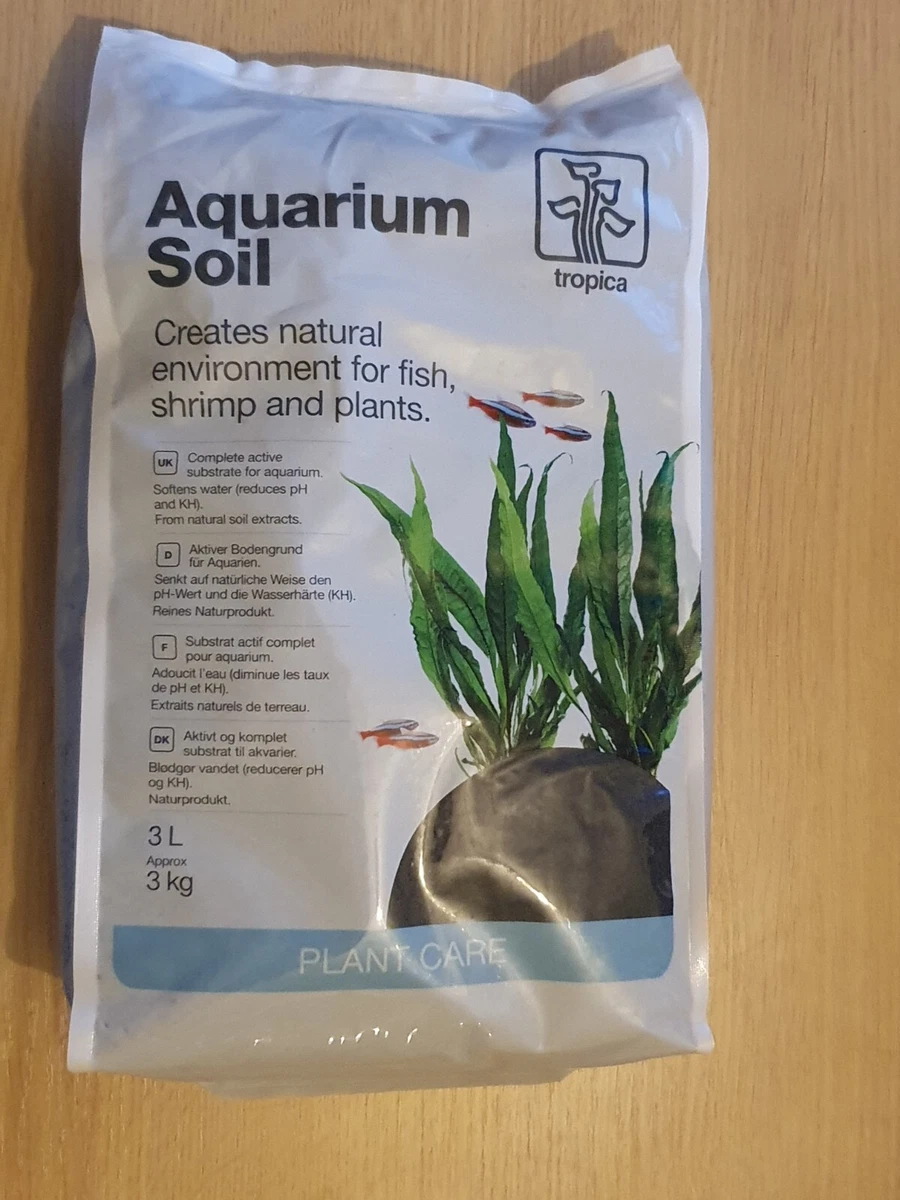 Aquarium
Soil
tropica
Creates natural
environment for fish,
shrimp and plants.
UK Complete active
substrate for aquarium.
Softens water (reduces pH
and KH).
From natural soil extracts.
D Aktiver Bodengrund
für Aquarien.
Senkt auf natürliche Weise den
pH-Wert und die Wasserhärte (KH).
Reines Naturprodukt.
F Substrat actif complet
pour aquarium.
Adoucit l'eau (diminue les taux
de pH et KH).
Extraits naturels de terreau.
DK Aktivt og komplet
substrat til akvarier.
Blødgør vandet (reducerer pH
og KH).
Naturprodukt.
3 L
Approx
3 kg
PLANT CARE